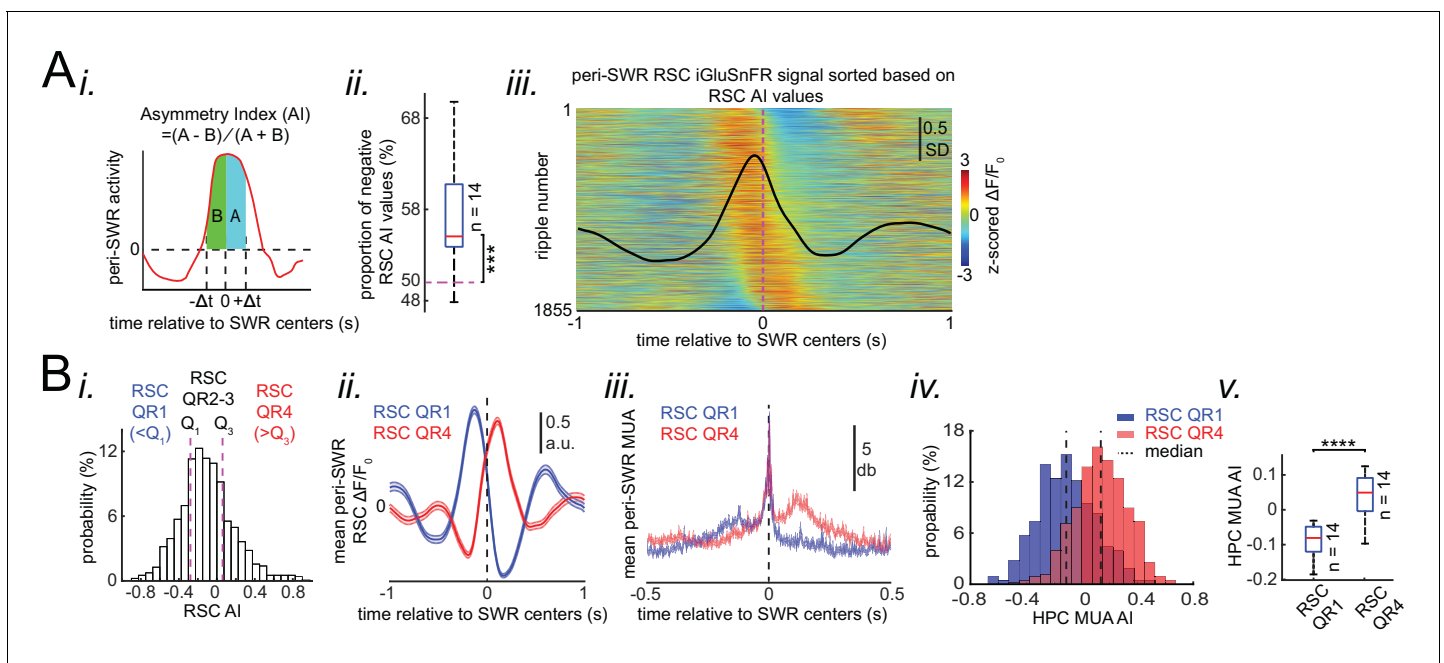 A
i.
Asymmetry Index (AI)
=(A - B)/(A + B)
peri-SWR activity
0
B
A
-Δt 0 +Δt
time relative to SWR centers (s)
ii.
proportion of negative
RSC AI values (%)
68
58
50
48
n = 14
***
iii.
peri-SWR RSC iGluSnFR signal sorted based on
RSC AI values
ripple number
1
1855
0.5
SD
-1
0
1
time relative to SWR centers (s)
3
0
-3
z-scored ΔF/F0
B
i.
RSC
QR1
(<Q1)
RSC
QR2-3
RSC
QR4
(>Q3)
Q1
Q3
probability (%)
12
6
0
-0.8 -0.4 0 0.4 0.8
RSC AI
ii.
RSC QR1
RSC QR4
0.5
a.u.
mean peri-SWR
RSC ΔF/F0
0
-1 0 1
time relative to SWR centers (s)
iii.
RSC QR1
RSC QR4
5
db
mean peri-SWR MUA
-0.5 0 0.5
time relative to SWR centers (s)
iv.
RSC QR1
RSC QR4
median
probability (%)
18
12
6
0
-0.8 -0.4 0 0.4 0.8
HPC MUA AI
v.
****
HPC MUA AI
0.1
0
-0.1
-0.2
n = 14
n = 14
RSC
QR1
RSC
QR4